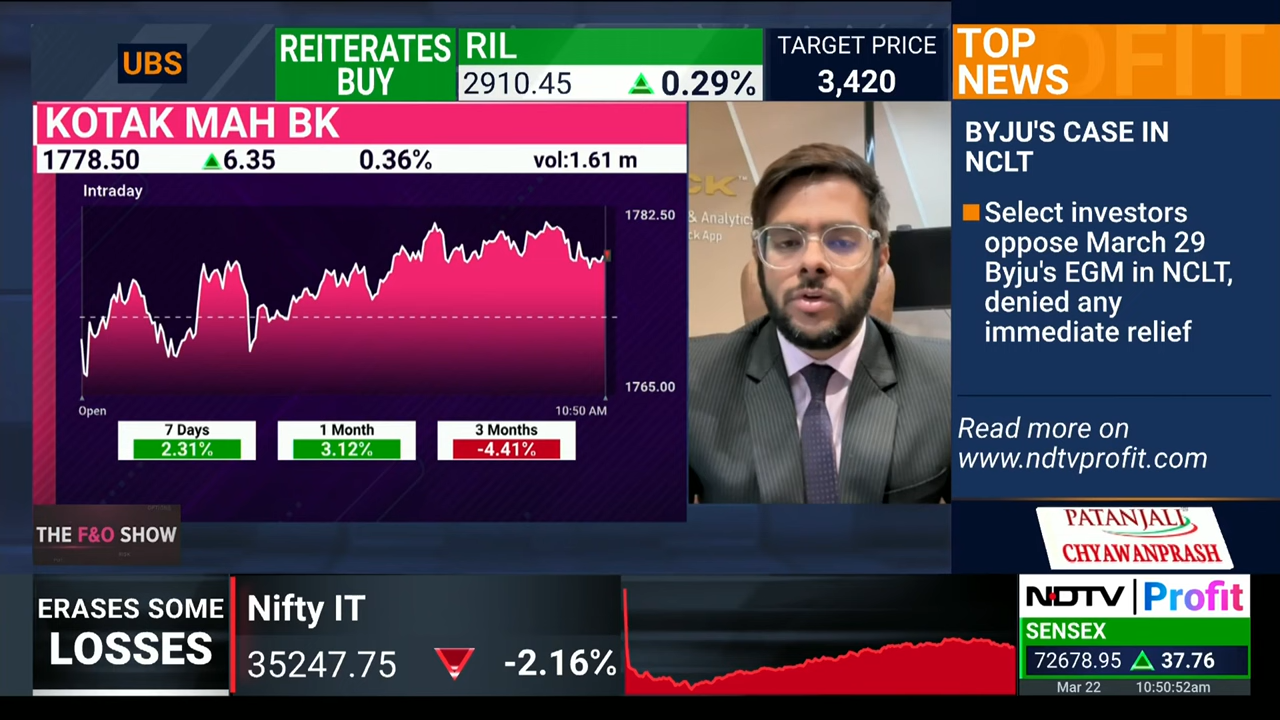 UBS
REITERATES
BUY
RIL
2910.45 0.29%
TARGET PRICE
3,420
TOP
NEWS
KOTAK MAH BK
1778.50 6.35 0.36% vol:1.61 m
Intraday
1782.50
1765.00
Open
10:50 AM
7 Days
2.31%
1 Month
3.12%
3 Months
-4.41%
CK™
& Analytics
ck App
BYJU'S CASE IN
NCLT
Select investors
oppose March 29
Byju's EGM in NCLT,
denied any
immediate relief
Read more on
www.ndtvprofit.com
THE F&O SHOW
PATANJALI
CHYAWANPRASH
ERASES SOME
LOSSES
Nifty IT
35247.75 -2.16%
NDTV Profit
SENSEX
72678.95 37.76
Mar 22 10:50:52am